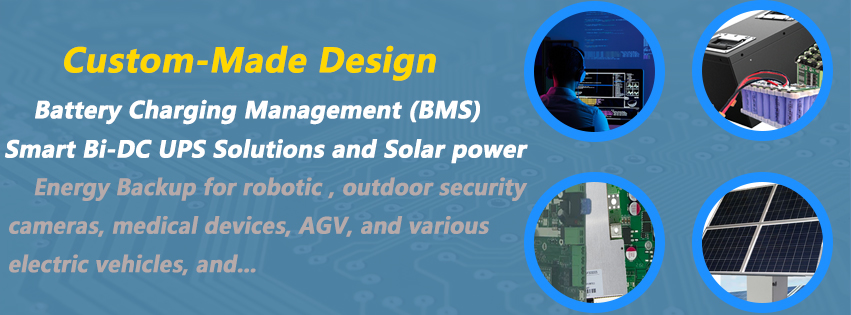 Custom-Made Design
Battery Charging Management (BMS)
Smart Bi-DC UPS Solutions and Solar power
Energy Backup for robotic , outdoor security
cameras, medical devices, AGV, and various
electric vehicles, and...